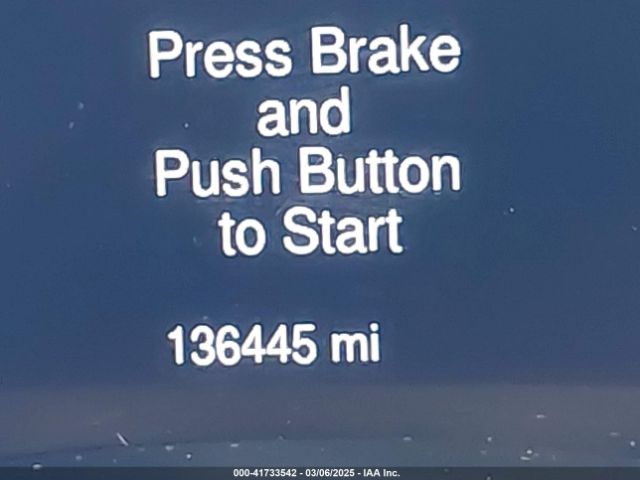 Press Brake
and
Push Button
to Start
136445 mi
000-41733542 - 03/06/2025 - IAA Inc.